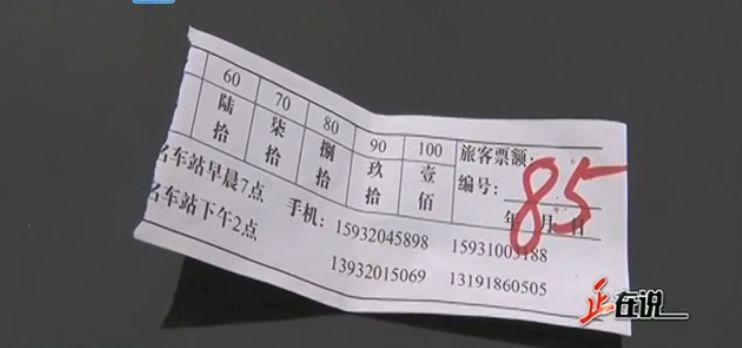 60 70 80 90 100
陆拾 柒拾 捌拾 玖拾 壹佰
旅客票额:
编号:
85
年 月 日
名车站早晨7点
手机: 15932045898 15931003188
名车站下午2点
13932015069 13191860505
正在说